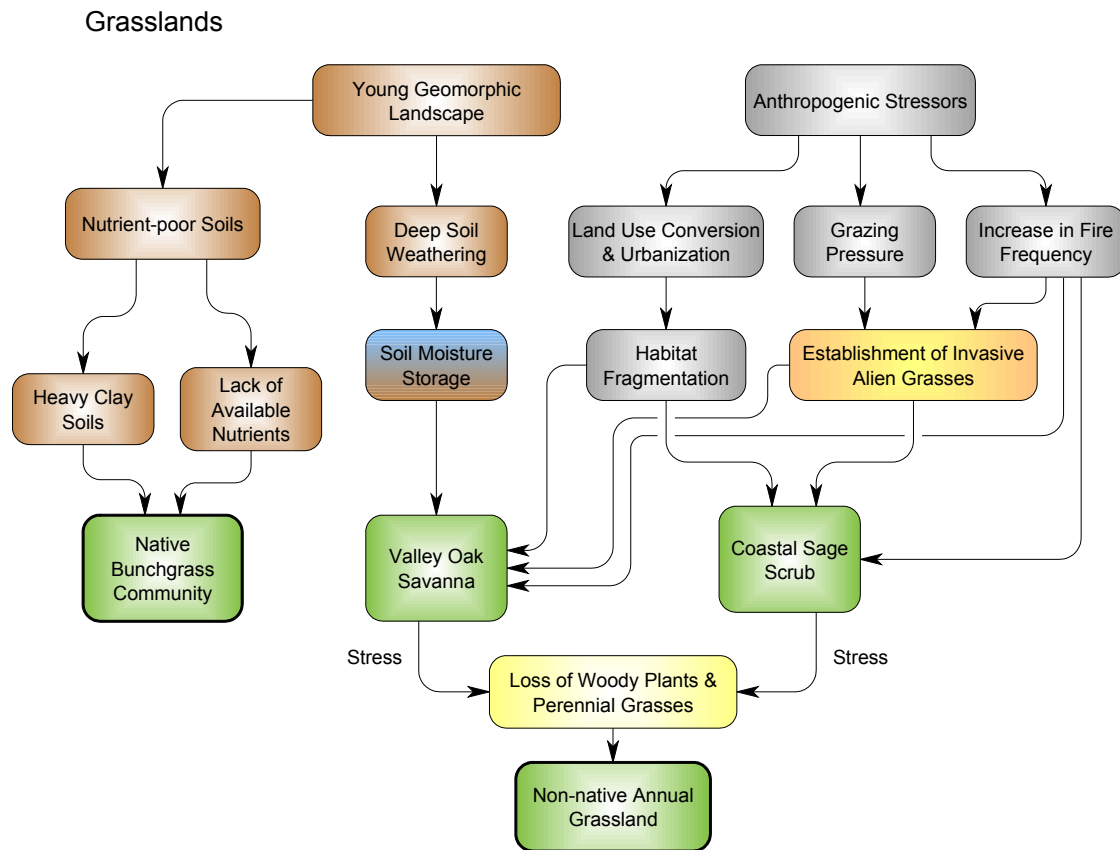 Grasslands
Young Geomorphic
Landscape
Anthropogenic Stressors
Nutrient-poor Soils
Deep Soil
Weathering
Land Use Conversion
& Urbanization
Grazing
Pressure
Increase in Fire
Frequency
Soil Moisture
Storage
Habitat
Fragmentation
Establishment of Invasive
Alien Grasses
Heavy Clay
Soils
Lack of
Available
Nutrients
Native
Bunchgrass
Community
Valley Oak
Savanna
Coastal Sage
Scrub
Stress
Stress
Loss of Woody Plants &
Perennial Grasses
Non-native Annual
Grassland